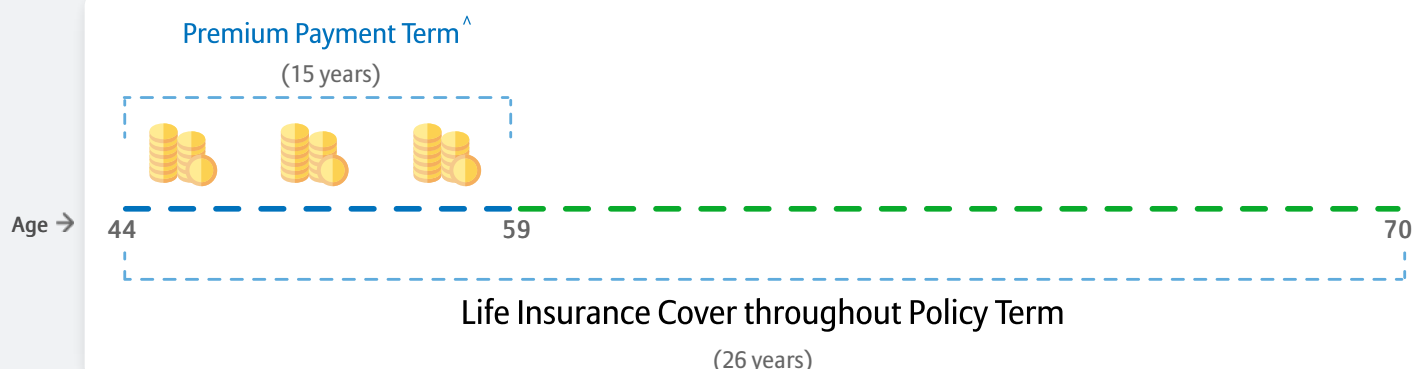 Premium Payment Term^
(15 years)
Age →
44 59 70
Life Insurance Cover throughout Policy Term
(26 years)